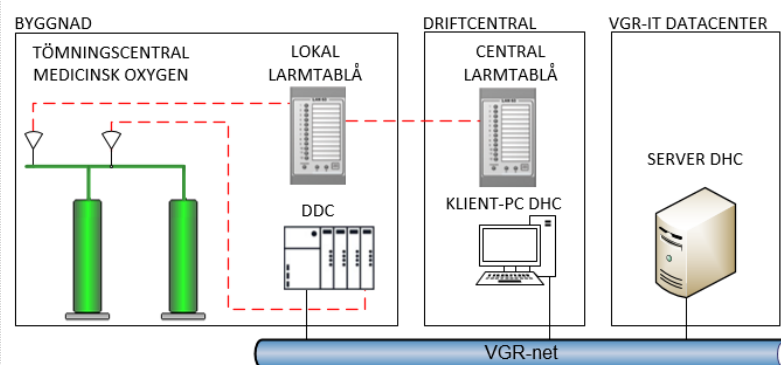 BYGGNAD
DRIFTCENTRAL
VGR-IT DATACENTER
TÖMNINGSCENTRAL
MEDICINSK OXYGEN
LOKAL
LARMTABLÅ
CENTRAL
LARMTABLÅ
SERVER DHC
DDC
KLIENT-PC DHC
VGR-net